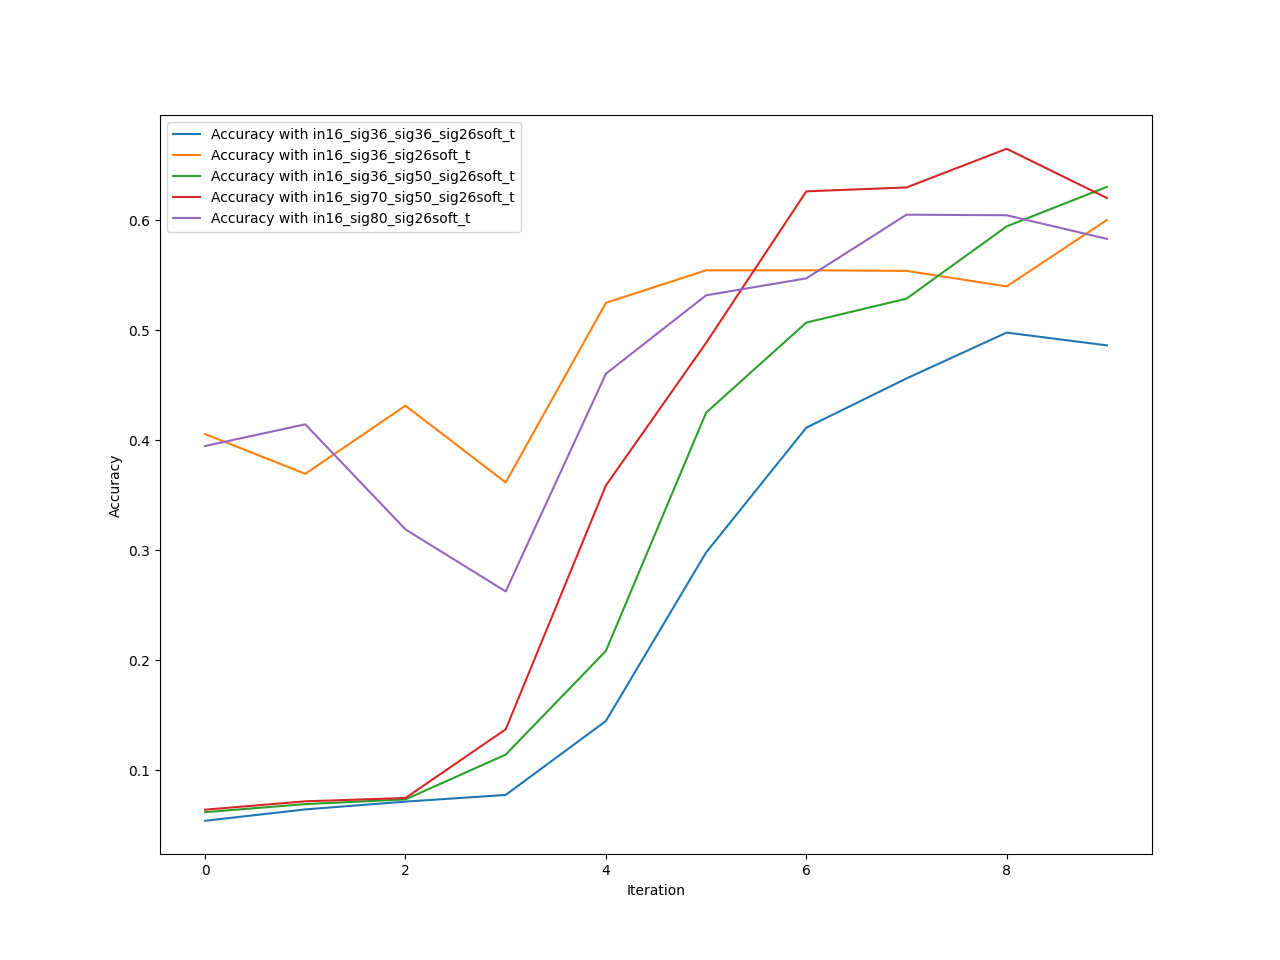 Accuracy with in16_sig36_sig36_sig26soft_t
Accuracy with in16_sig36_sig26soft_t
Accuracy with in16_sig36_sig50_sig26soft_t
Accuracy with in16_sig70_sig50_sig26soft_t
Accuracy with in16_sig80_sig26soft_t
0.6
0.5
0.4
0.3
0.2
0.1
Accuracy
0 2 4 6 8
Iteration